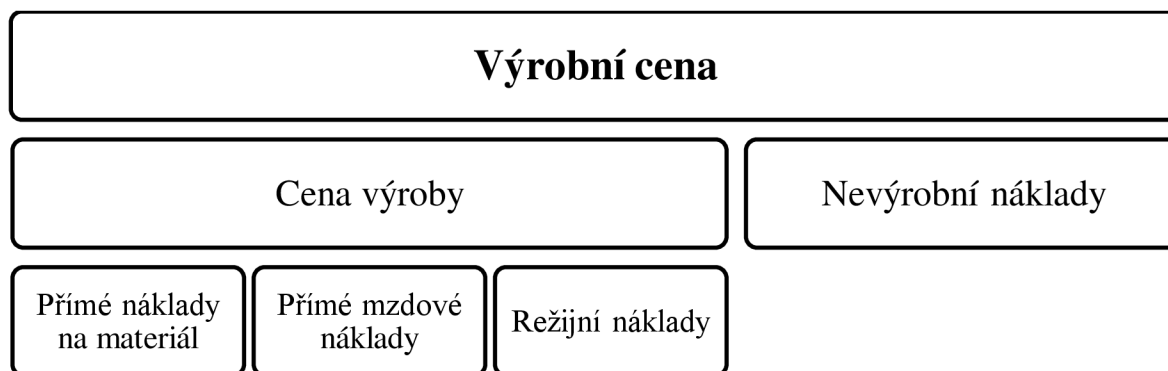 Výrobní cena
Cena výroby
Nevýrobní náklady
Přímé náklady
na materiál
Přímé mzdové
náklady
Režijní náklady